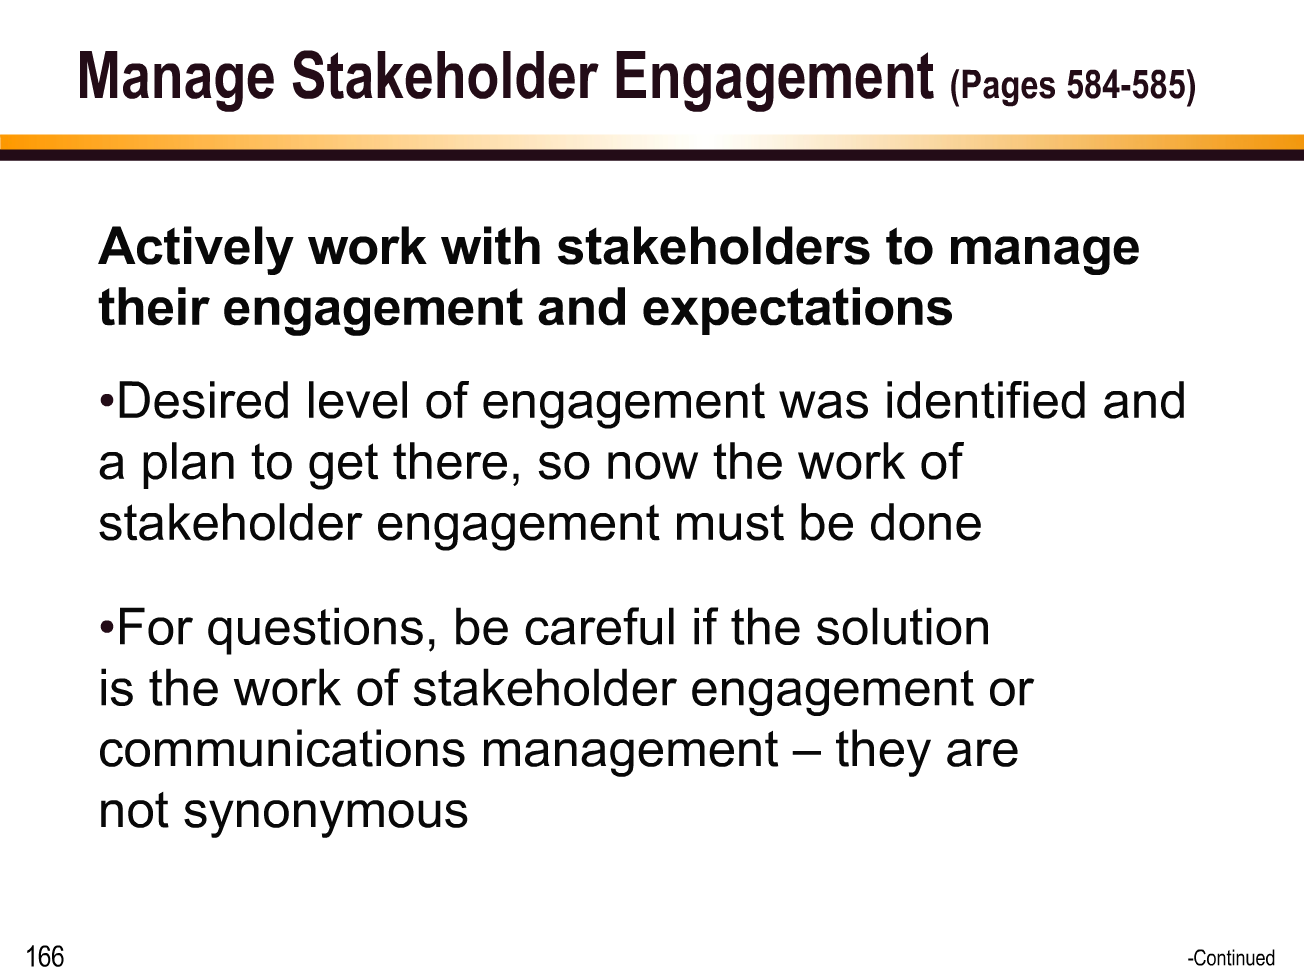 Manage Stakeholder Engagement (Pages 584-585)
Actively work with stakeholders to manage
their engagement and expectations
•Desired level of engagement was identified and
a plan to get there, so now the work of
stakeholder engagement must be done
•For questions, be careful if the solution
is the work of stakeholder engagement or
communications management – they are
not synonymous
166
-Continued